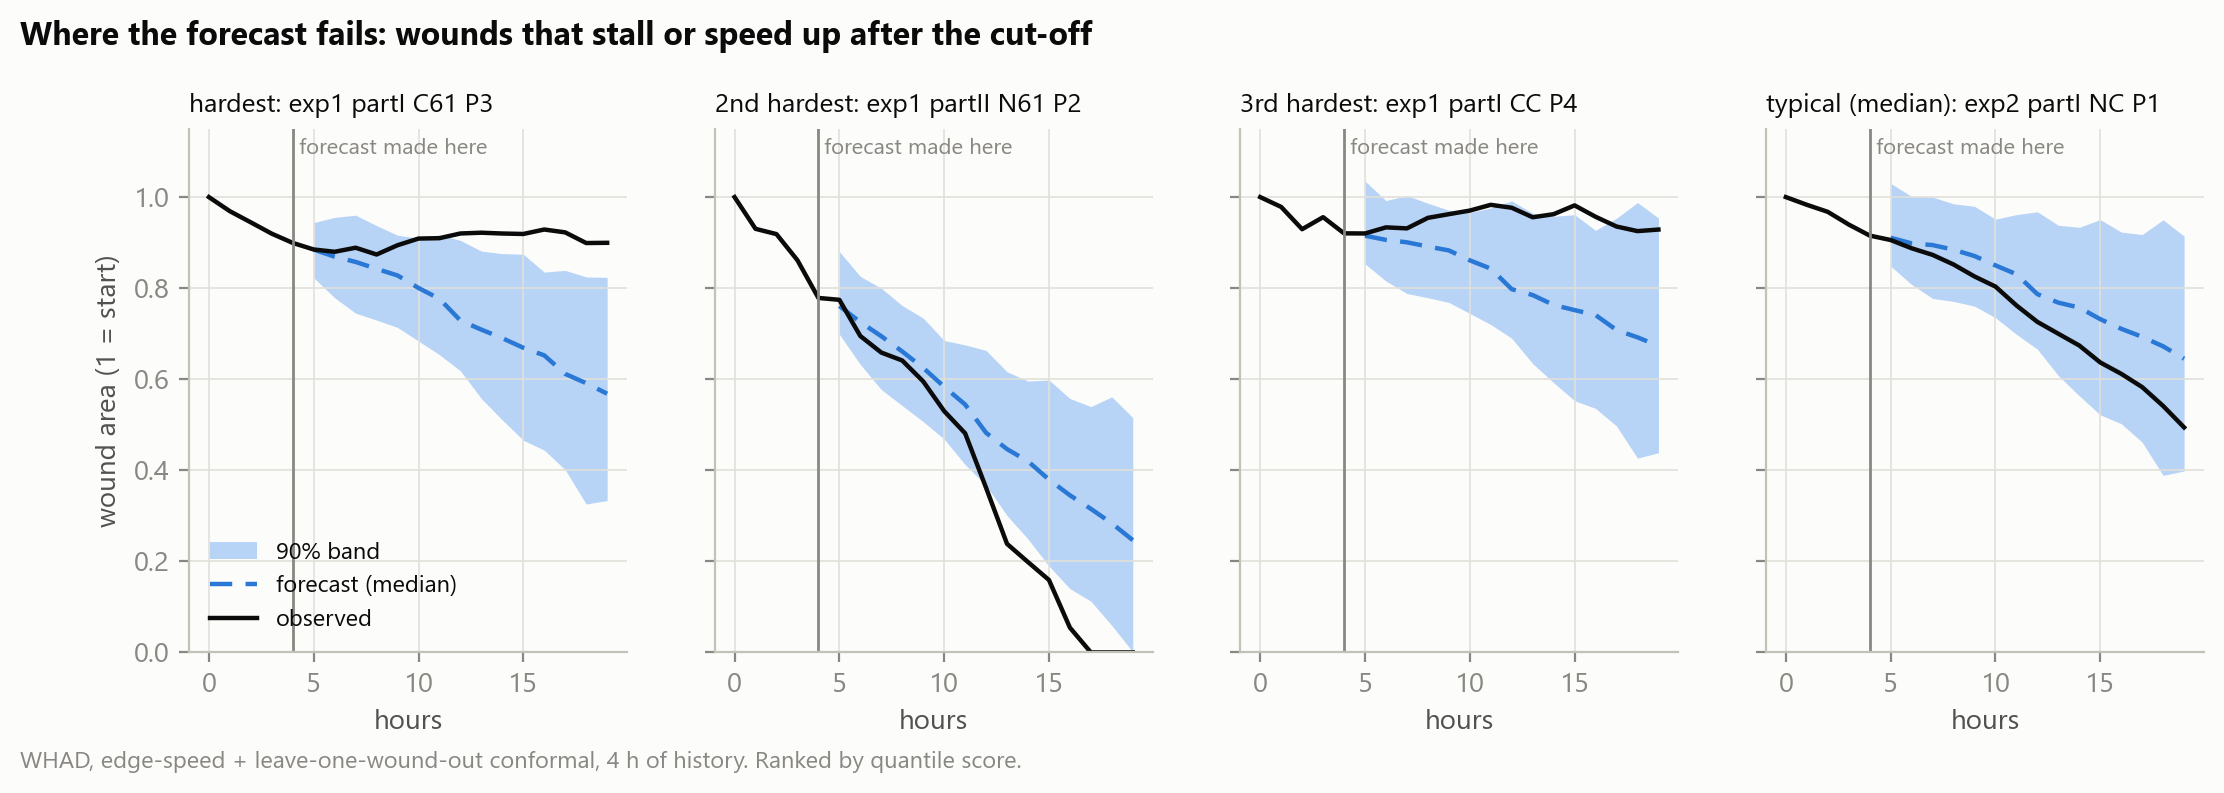 Where the forecast fails: wounds that stall or speed up after the cut-off
hardest: exp1 partI C61 P3
2nd hardest: exp1 partII N61 P2
3rd hardest: exp1 partI CC P4
typical (median): exp2 partI NC P1
forecast made here
forecast made here
forecast made here
forecast made here
wound area (1 = start)
1.0
0.8
0.6
0.4
0.2
0.0
90% band
forecast (median)
observed
0 5 10 15
0 5 10 15
0 5 10 15
0 5 10 15
hours
hours
hours
hours
WHAD, edge-speed + leave-one-wound-out conformal, 4 h of history. Ranked by quantile score.